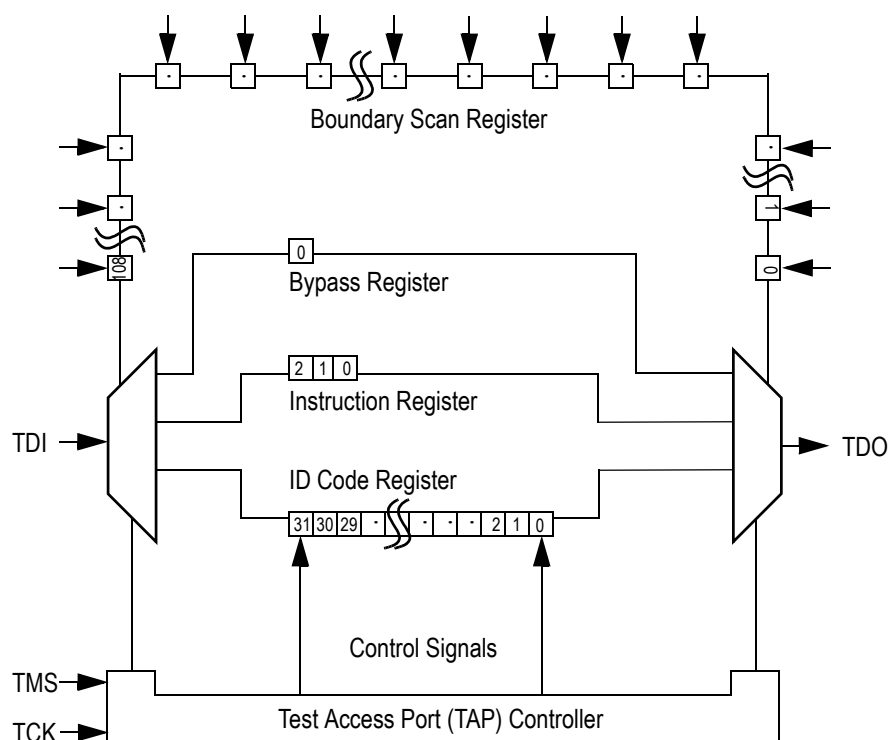 · · · · · · · ·
Boundary Scan Register
· ·
· 1
108 0
0
Bypass Register
2 1 0
Instruction Register
TDI TDO
ID Code Register
31 30 29 · · · · · 2 1 0
Control Signals
TMS
Test Access Port (TAP) Controller
TCK